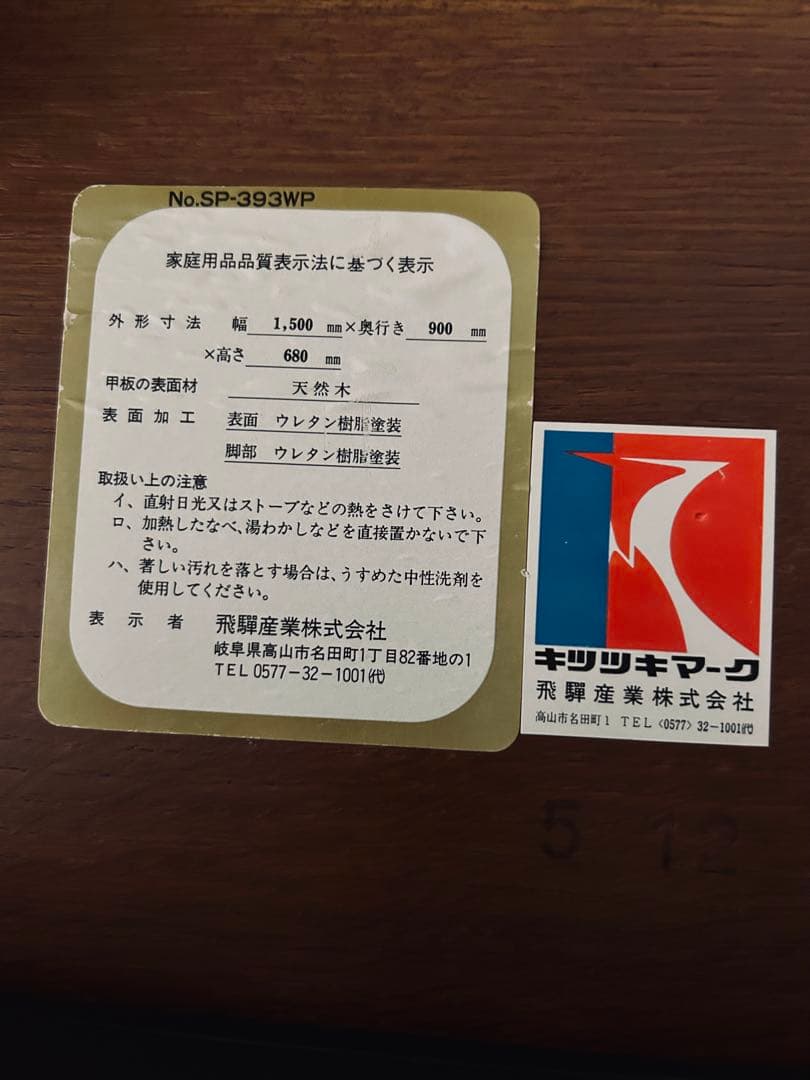 No.SP-393WP
家庭用品品質表示法に基づく表示
外形寸法 幅 1,500 mm×奥行き 900 mm
×高さ 680 mm
甲板の表面材 天然木
表面加工 表面 ウレタン樹脂塗装
脚部 ウレタン樹脂塗装
取扱い上の注意
イ、直射日光又はストーブなどの熱をさけて下さい。
ロ、加熱したなべ、湯わかしなどを直接置かないで下
さい。
ハ、著しい汚れを落とす場合は、うすめた中性洗剤を
使用してください。
表示者 飛驒産業株式会社
岐阜県高山市名田町1丁目82番地の1
TEL 0577-32-1001㈹
キツツキマーク
飛驒産業株式会社
高山市名田町1 TEL〈0577〉32-1001㈹
5 12